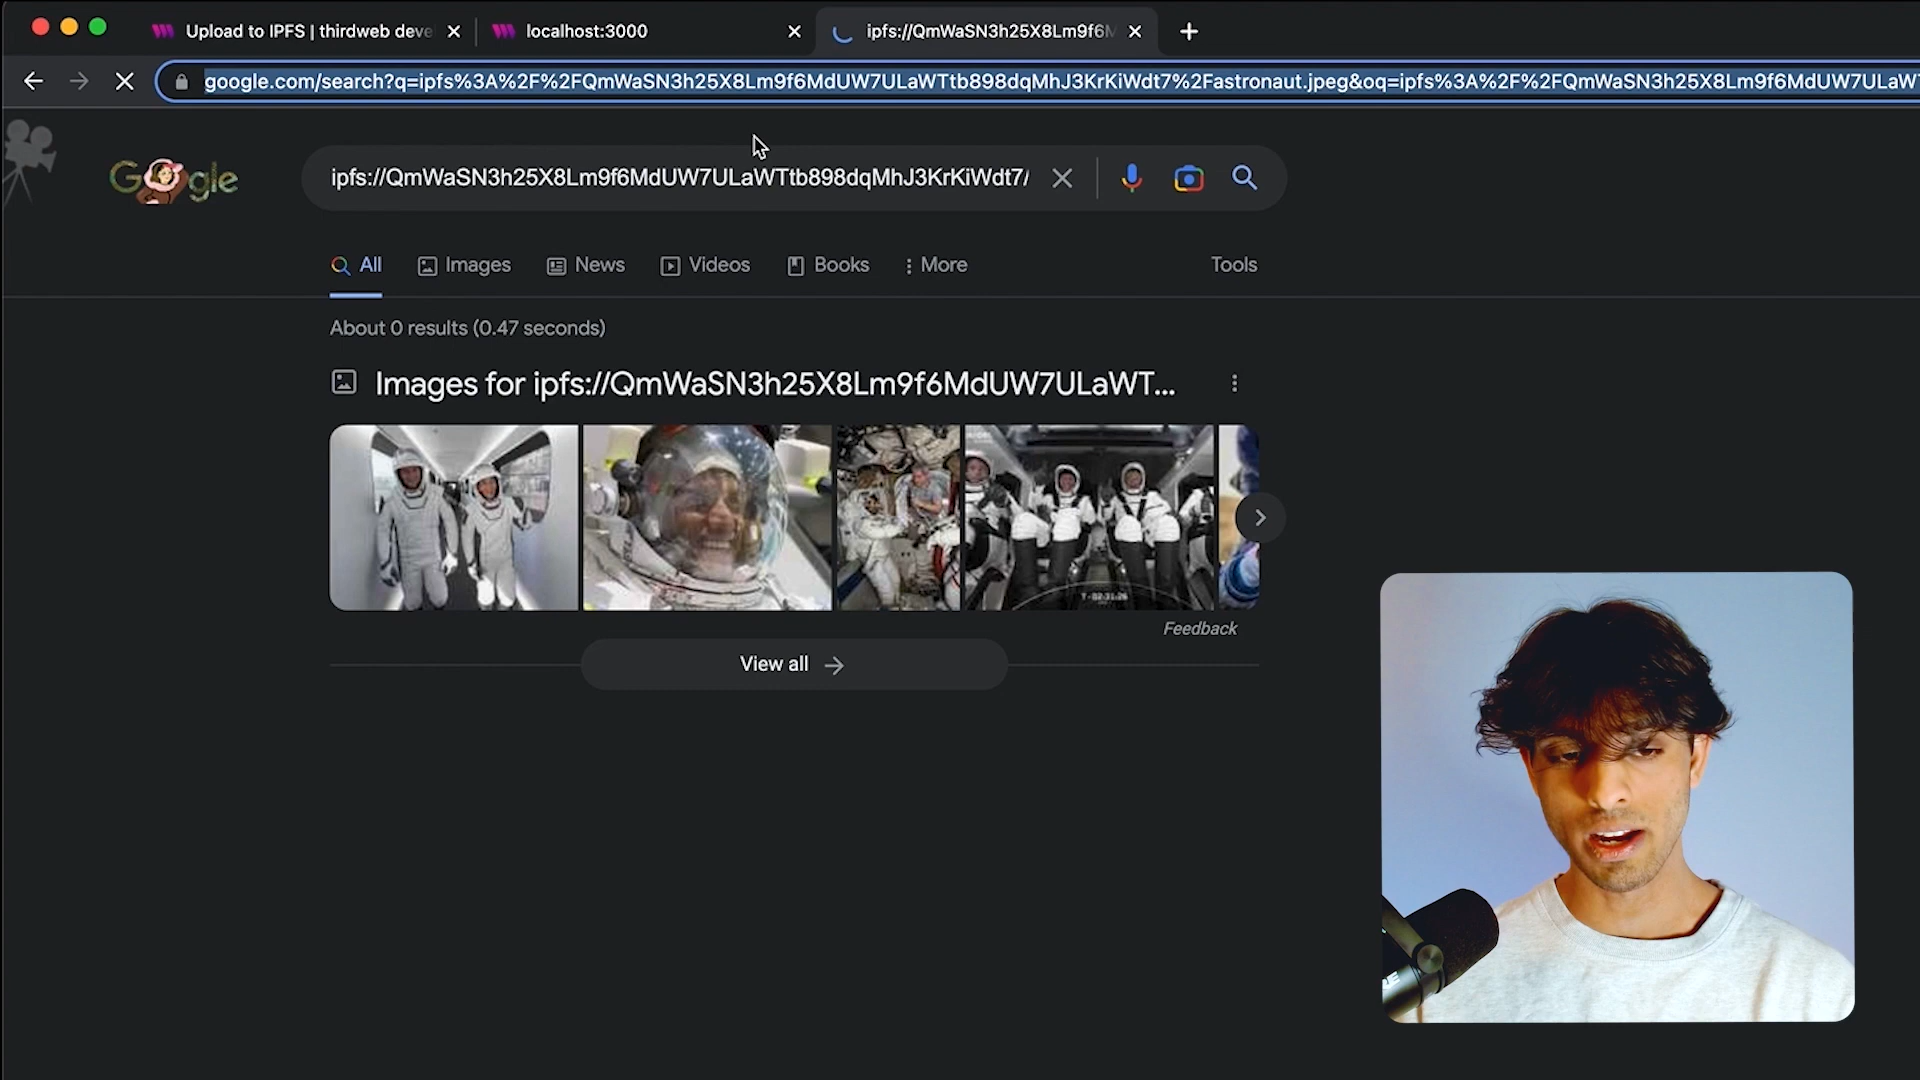 Upload to IPFS | thirdweb deve
localhost:3000
ipfs://QmWaSN3h25X8Lm9f6M
google.com/search?q=ipfs%3A%2F%2FQmWaSN3h25X8Lm9f6MdUW7ULaWTtb898dqMhJ3KrKiWdt7%2Fastronaut.jpeg&oq=ipfs%3A%2F%2FQmWaSN3h25X8Lm9f6MdUW7ULaWT
Google
ipfs://QmWaSN3h25X8Lm9f6MdUW7ULaWTtb898dqMhJ3KrKiWdt7/
All
Images
News
Videos
Books
More
Tools
About 0 results (0.47 seconds)
Images for ipfs://QmWaSN3h25X8Lm9f6MdUW7ULaWT...
Feedback
View all